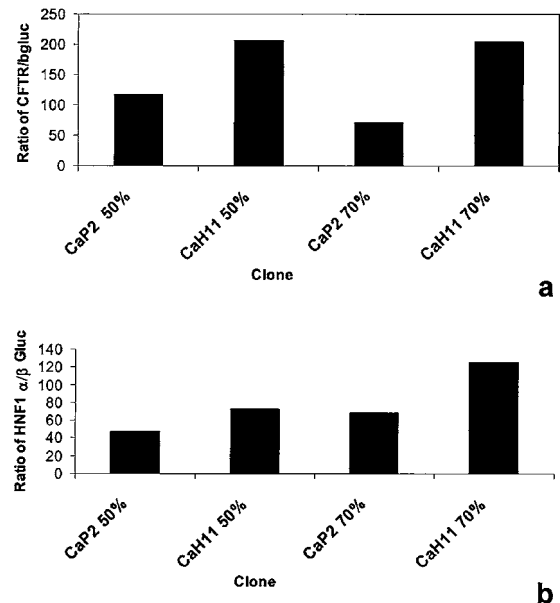 Ratio of CFTR/bgluc
250
200
150
100
50
0
CaP2 50%
CaH11 50%
CaP2 70%
CaH11 70%
Clone
a
Ratio of HNF1 α/β Gluc
140
120
100
80
60
40
20
0
CaP2 50%
CaH11 50%
CaP2 70%
CaH11 70%
Clone
b